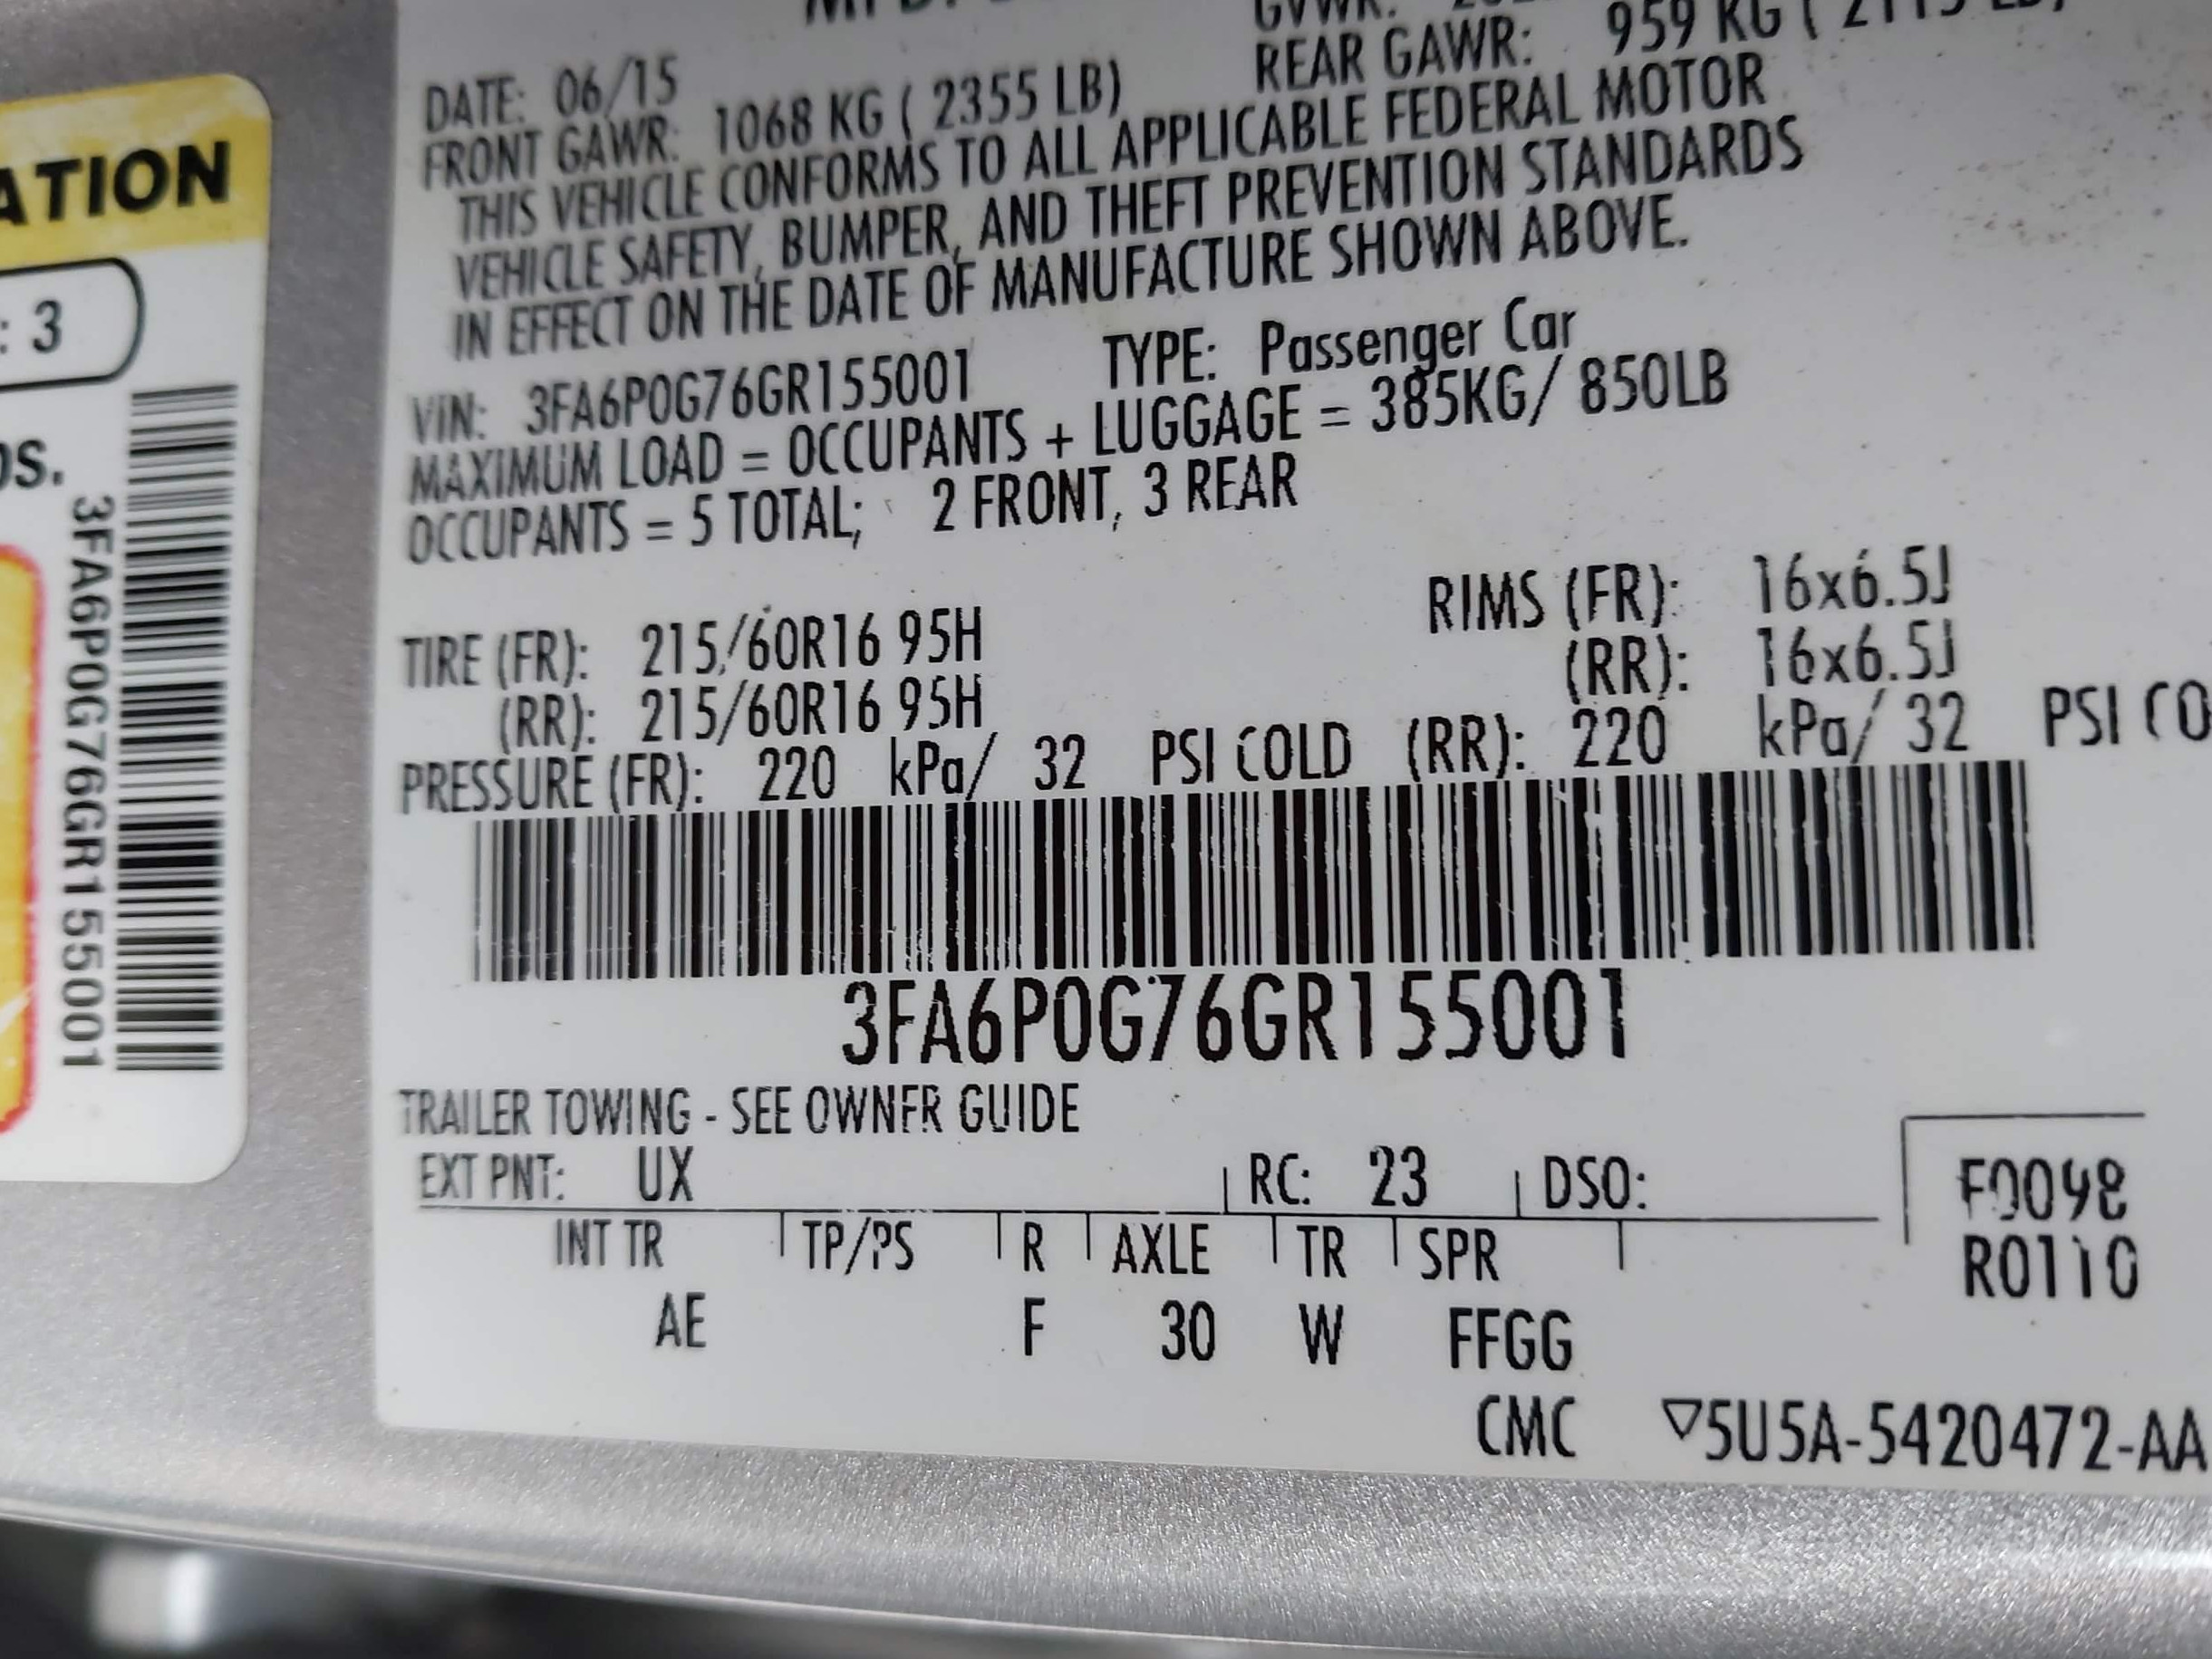 ATION
: 3
3FA6P0G76GR155001
DATE: 06/15
REAR GAWR: 959 KG
FRONT GAWR: 1068 KG ( 2355 LB)
THIS VEHICLE CONFORMS TO ALL APPLICABLE FEDERAL MOTOR
VEHICLE SAFETY, BUMPER, AND THEFT PREVENTION STANDARDS
IN EFFECT ON THE DATE OF MANUFACTURE SHOWN ABOVE.
VIN: 3FA6P0G76GR155001 TYPE: Passenger Car
MAXIMUM LOAD = OCCUPANTS + LUGGAGE = 385KG/ 850LB
OCCUPANTS = 5 TOTAL; 2 FRONT, 3 REAR
TIRE (FR): 215/60R16 95H RIMS (FR): 16x6.5J
(RR): 215/60R16 95H (RR): 16x6.5J
PRESSURE (FR): 220 kPa/ 32 PSI COLD (RR): 220 kPa/ 32 PSI CO
3FA6P0G76GR155001
TRAILER TOWING - SEE OWNER GUIDE
EXT PNT: UX RC: 23 DSO:
F0098
INT TR TP/PS R AXLE TR SPR
R0110
AE F 30 W FFGG
CMC ▽5U5A-5420472-AA